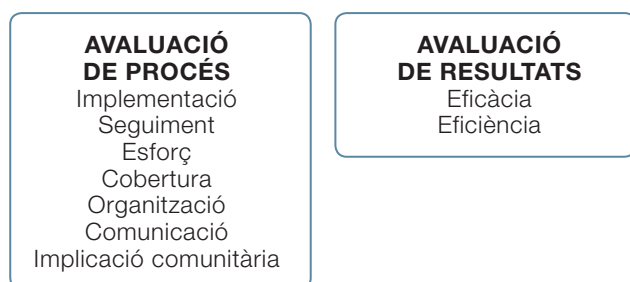 AVALUACIÓ
DE PROCÉS
Implementació
Seguiment
Esforç
Cobertura
Organització
Comunicació
Implicació comunitària
AVALUACIÓ
DE RESULTATS
Eficàcia
Eficiència